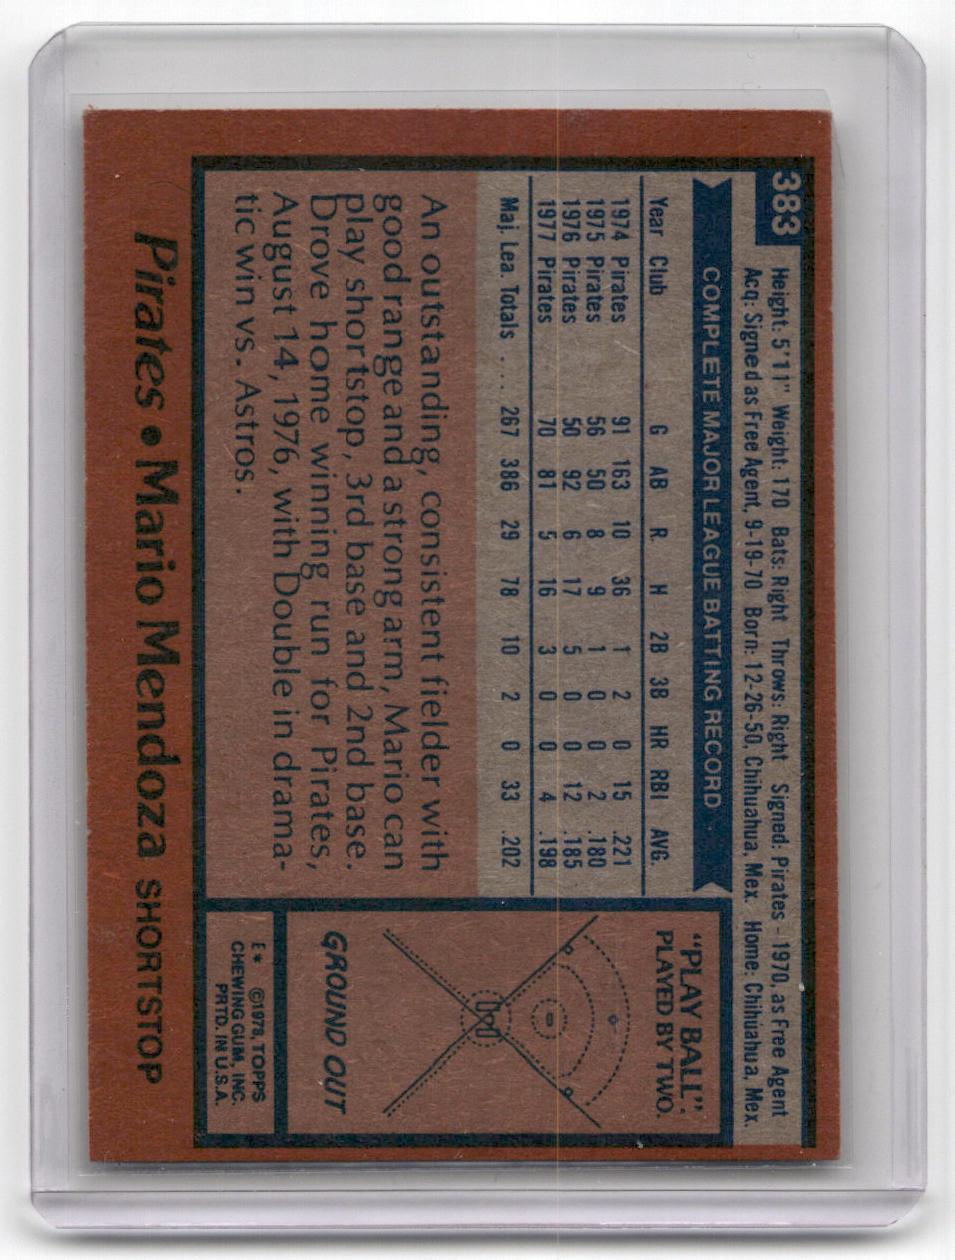 383
Height: 5'11" Weight: 170 Bats: Right Throws: Right Signed: Pirates - 1970, as Free Agent
Acq: Signed as Free Agent, 9-19-70 Born: 12-26-50, Chihuahua, Mex. Home: Chihuahua, Mex.
COMPLETE MAJOR LEAGUE BATTING RECORD
Year Club G AB R H 2B 3B HR RBI AVG.
1974 Pirates 91 163 10 36 1 2 0 15 .221
1975 Pirates 56 50 8 9 1 0 0 2 .180
1976 Pirates 50 92 6 17 5 0 0 12 .185
1977 Pirates 70 81 5 16 3 0 0 4 .198
Maj. Lea. Totals . . . 267 386 29 78 10 2 0 33 .202
An outstanding, consistent fielder with
good range and a strong arm, Mario can
play shortstop, 3rd base and 2nd base.
Drove home winning run for Pirates,
August 14, 1976, with Double in drama-
tic win vs. Astros.
"PLAY BALL":
PLAYED BY TWO.
GROUND OUT
E* ©1978, TOPPS
CHEWING GUM, INC.
PRTD. IN U.S.A.
Pirates • Mario Mendoza SHORTSTOP